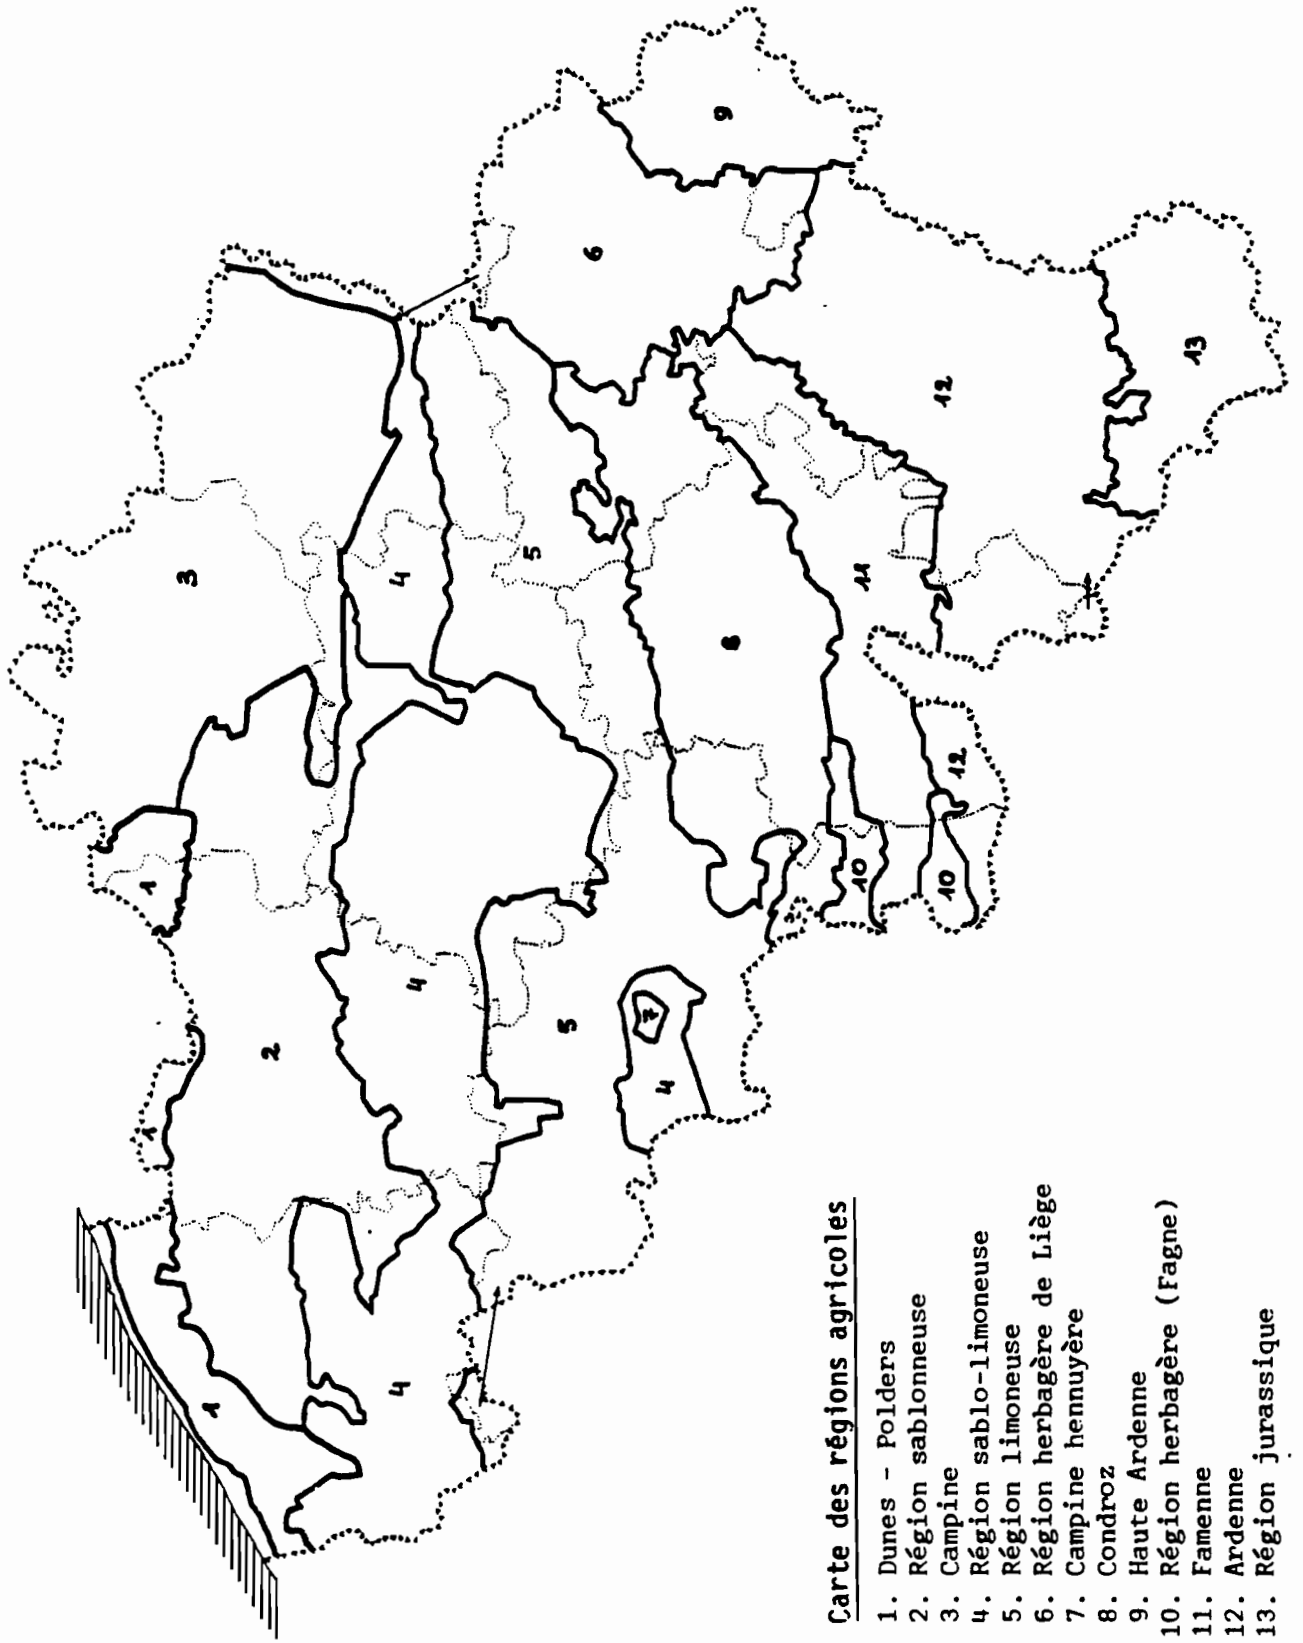 1
1
3
1
2
4
4
4
5
5
6
7
4
9
8
10
11
10
12
12
13
Carte des régions agricoles
1. Dunes - Polders
2. Région sablonneuse
3. Campine
4. Région sablo-limoneuse
5. Région limoneuse
6. Région herbagère de Liège
7. Campine hennuyère
8. Condroz
9. Haute Ardenne
10. Région herbagère (Fagne)
11. Famenne
12. Ardenne
13. Région jurassique